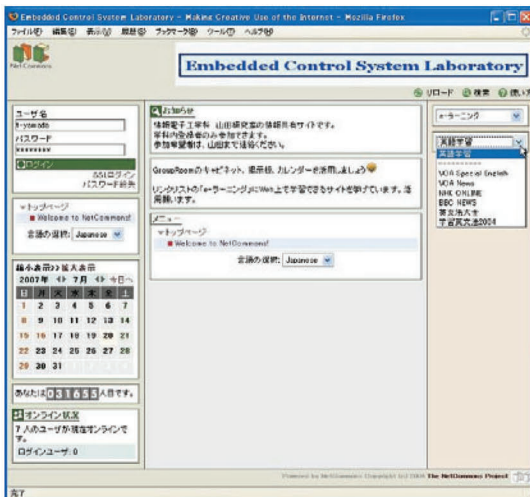 Embedded Control System Laboratory - Making Creative Use of the Internet - Mozilla Firefox
ファイル(F) 編集(E) 表示(V) 履歴(S) ブックマーク(B) ツール(T) ヘルプ(H)
NetCommons
Embedded Control System Laboratory
リロード 検索 使い方
ユーザ名
パスワード
********
ログイン
SSLログイン
パスワード紛失
トップページ
Welcome to NetCommons!
言語の選択: Japanese
縮小表示>>拡大表示
2007年 7月 今日へ
日 月 火 水 木 金 土
1 2 3 4 5 6 7
8 9 10 11 12 13 14
15 16 17 18 19 20 21
22 23 24 25 26 27 28
29 30 31
あなたは031655人目です。
オンライン状況
7 人のユーザが現在オンラインで
す。
ログインユーザ: 0
お知らせ
情報電子工学科 山田研究室の情報共有サイトです。
学科内登録者のみ参加できます。
参加希望者は、山田まで連絡ください。
GroupRoomのキャビネット、掲示板、カレンダーを活用しましょう
リンクリストの「e-ラーニング」にWeb上で学習できるサイトを挙げています。活
用願います。
メニュー
トップページ
Welcome to NetCommons!
言語の選択: Japanese
e-ラーニング
英語学習
英語学習
----------
VOA Special English
VOA News
NHK ONLINE
BBC NEWS
英文法大全
学習英文法2004
Powered by NetCommons Copyright (c) 2004 The NetCommons Project
完了